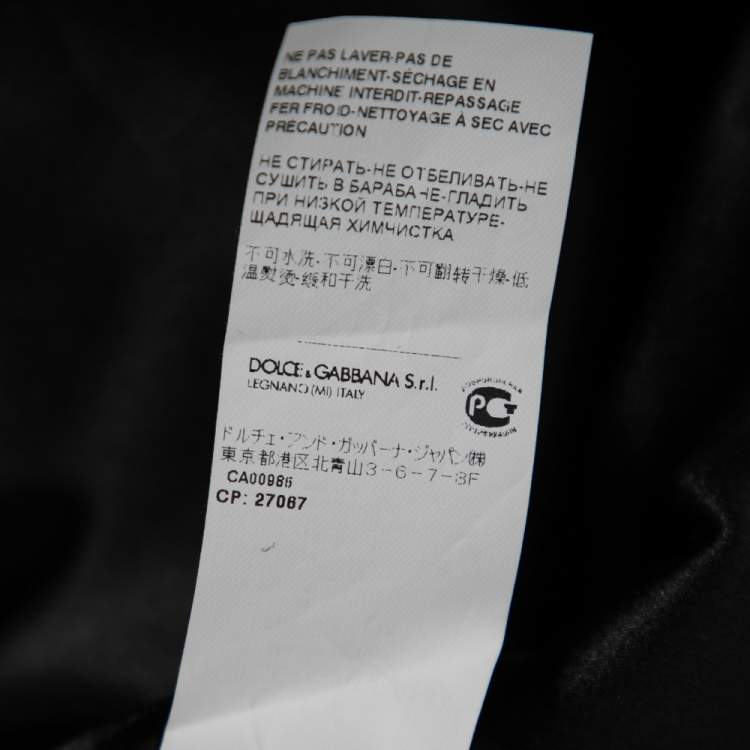 NE PAS LAVER-PAS DE
BLANCHIMENT-SÉCHAGE EN
MACHINE INTERDIT-REPASSAGE
FER FROID-NETTOYAGE À SEC AVEC
PRÉCAUTION
НЕ СТИРАТЬ-НЕ ОТБЕЛИВАТЬ-НЕ
СУШИТЬ В БАРАБАНЕ-ГЛАДИТЬ
ПРИ НИЗКОЙ ТЕМПЕРАТУРЕ-
ЩАДЯЩАЯ ХИМЧИСТКА
不可水洗-不可漂白-不可翻转干燥-低
温熨烫-缓和干洗
DOLCE & GABBANA S.r.l.
LEGNANO (MI) ITALY
РСТ
ドルチェ・アンド・ガッバーナ・ジャパン㈱
東京都港区北青山3-6-7-8F
CA00986
CP: 27067